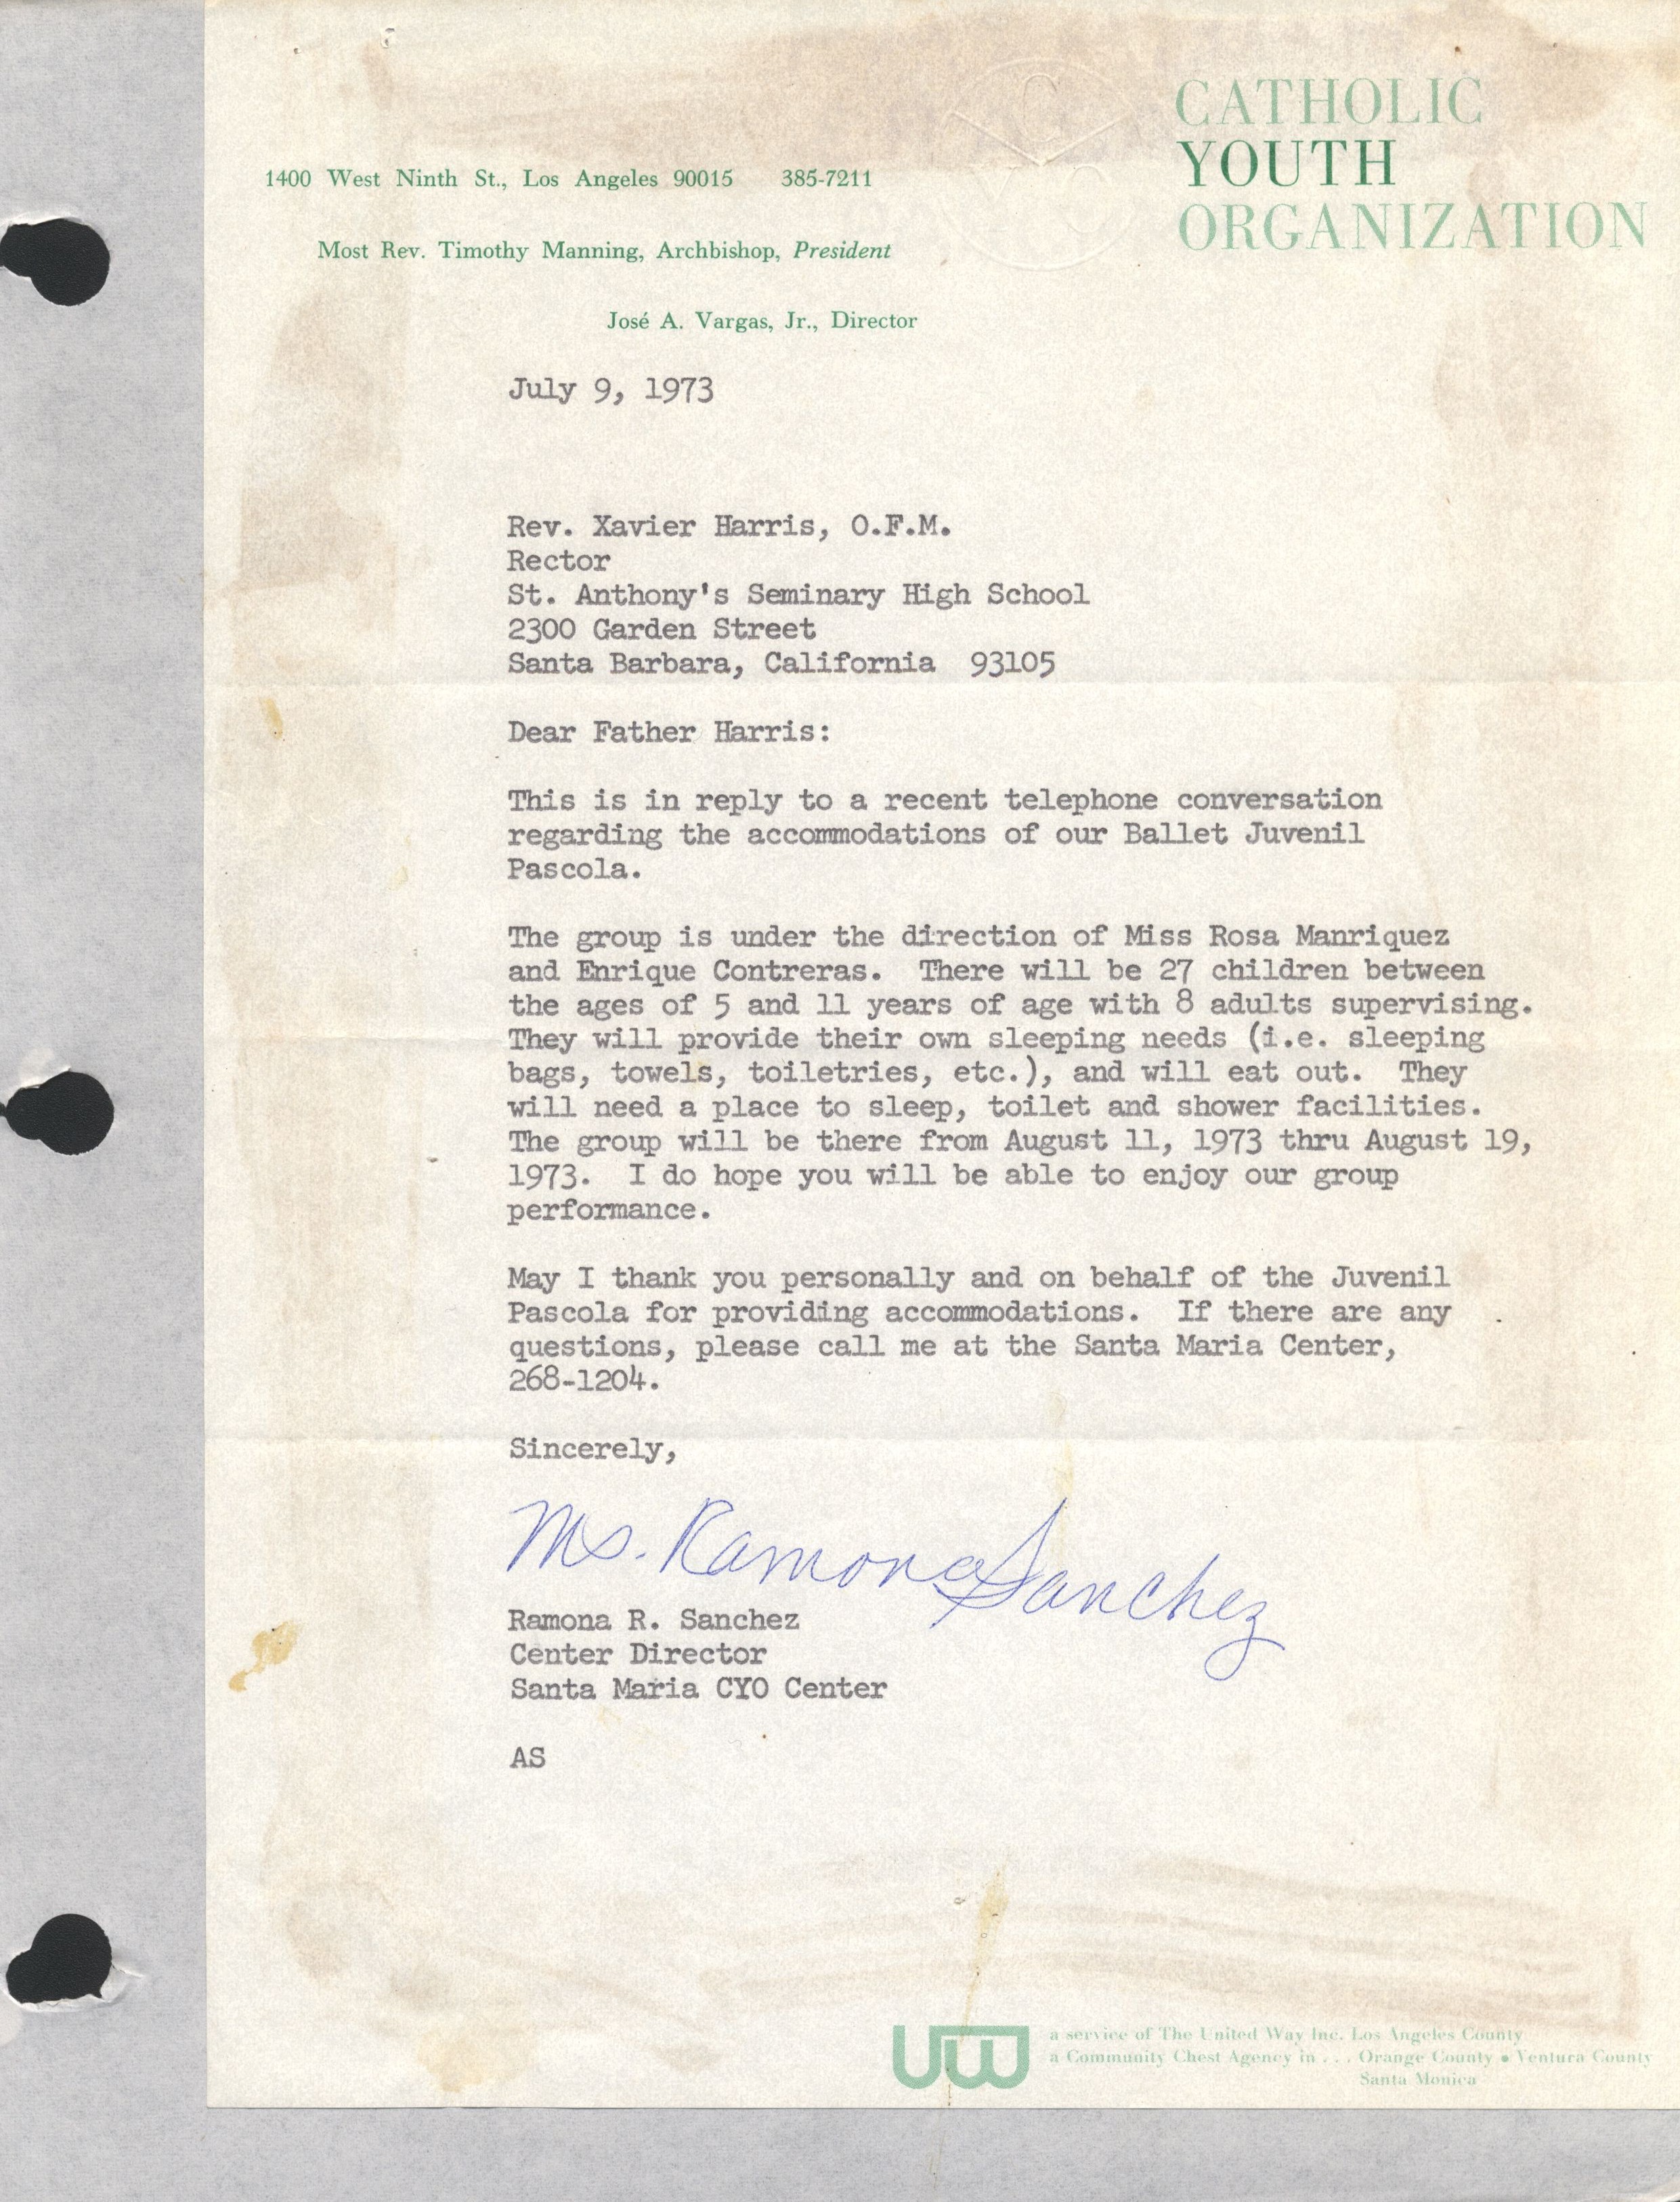 CATHOLIC
YOUTH
ORGANIZATION
CYO
1400 West Ninth St., Los Angeles 90015 385-7211
Most Rev. Timothy Manning, Archbishop, President
José A. Vargas, Jr., Director
July 9, 1973
Rev. Xavier Harris, O.F.M.
Rector
St. Anthony's Seminary High School
2300 Garden Street
Santa Barbara, California 93105
Dear Father Harris:
This is in reply to a recent telephone conversation
regarding the accommodations of our Ballet Juvenil
Pascola.
The group is under the direction of Miss Rosa Manriquez
and Enrique Contreras. There will be 27 children between
the ages of 5 and 11 years of age with 8 adults supervising.
They will provide their own sleeping needs (i.e. sleeping
bags, towels, toiletries, etc.), and will eat out. They
will need a place to sleep, toilet and shower facilities.
The group will be there from August 11, 1973 thru August 19,
1973. I do hope you will be able to enjoy our group
performance.
May I thank you personally and on behalf of the Juvenil
Pascola for providing accommodations. If there are any
questions, please call me at the Santa Maria Center,
268-1204.
Sincerely,
Ms. Ramona Sanchez
Ramona R. Sanchez
Center Director
Santa Maria CYO Center
AS
UW
a service of The United Way Inc. Los Angeles County
a Community Chest Agency in . . . Orange County • Ventura County
Santa Monica